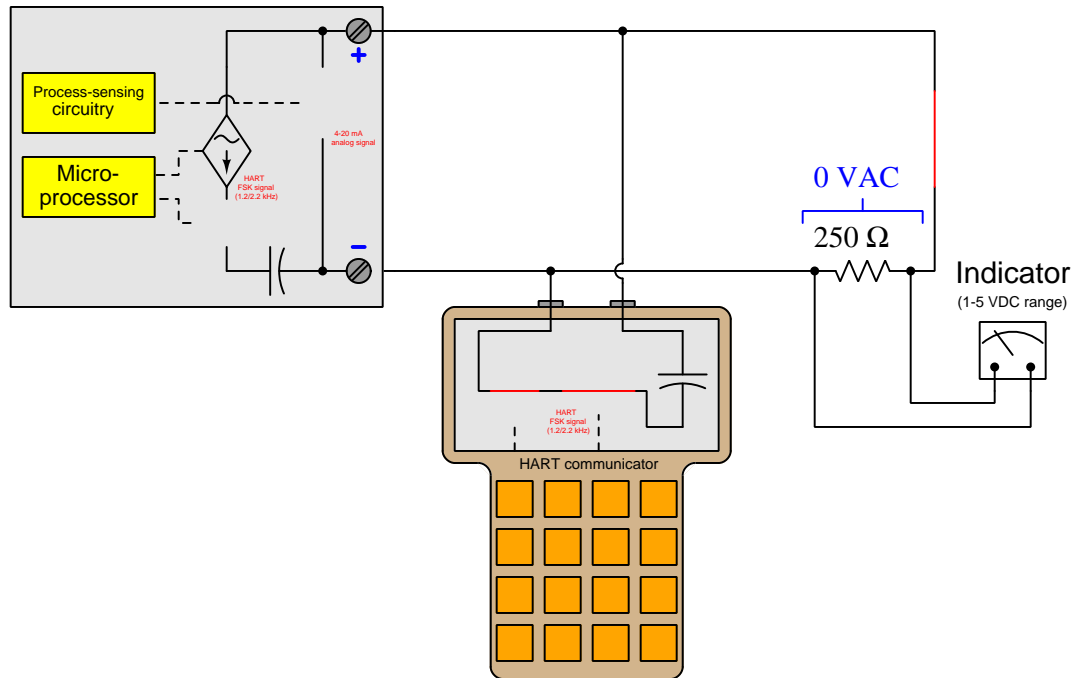 Process-sensing
circuitry
Micro-
processor
+
4-20 mA
analog signal
HART
FSK signal
(1.2/2.2 kHz)
–
0 VAC
250 Ω
Indicator
(1-5 VDC range)
HART
FSK signal
(1.2/2.2 kHz)
HART communicator